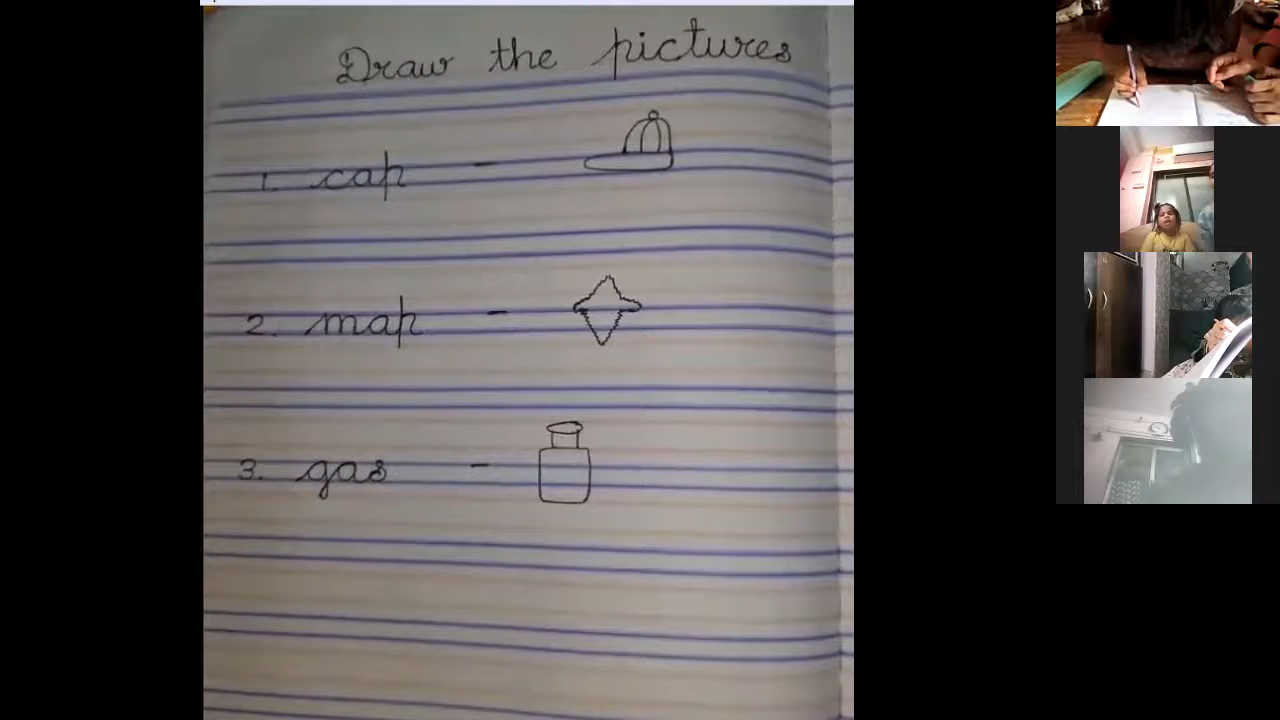 Draw the pictures
1. cap -
2. map -
3. gas -